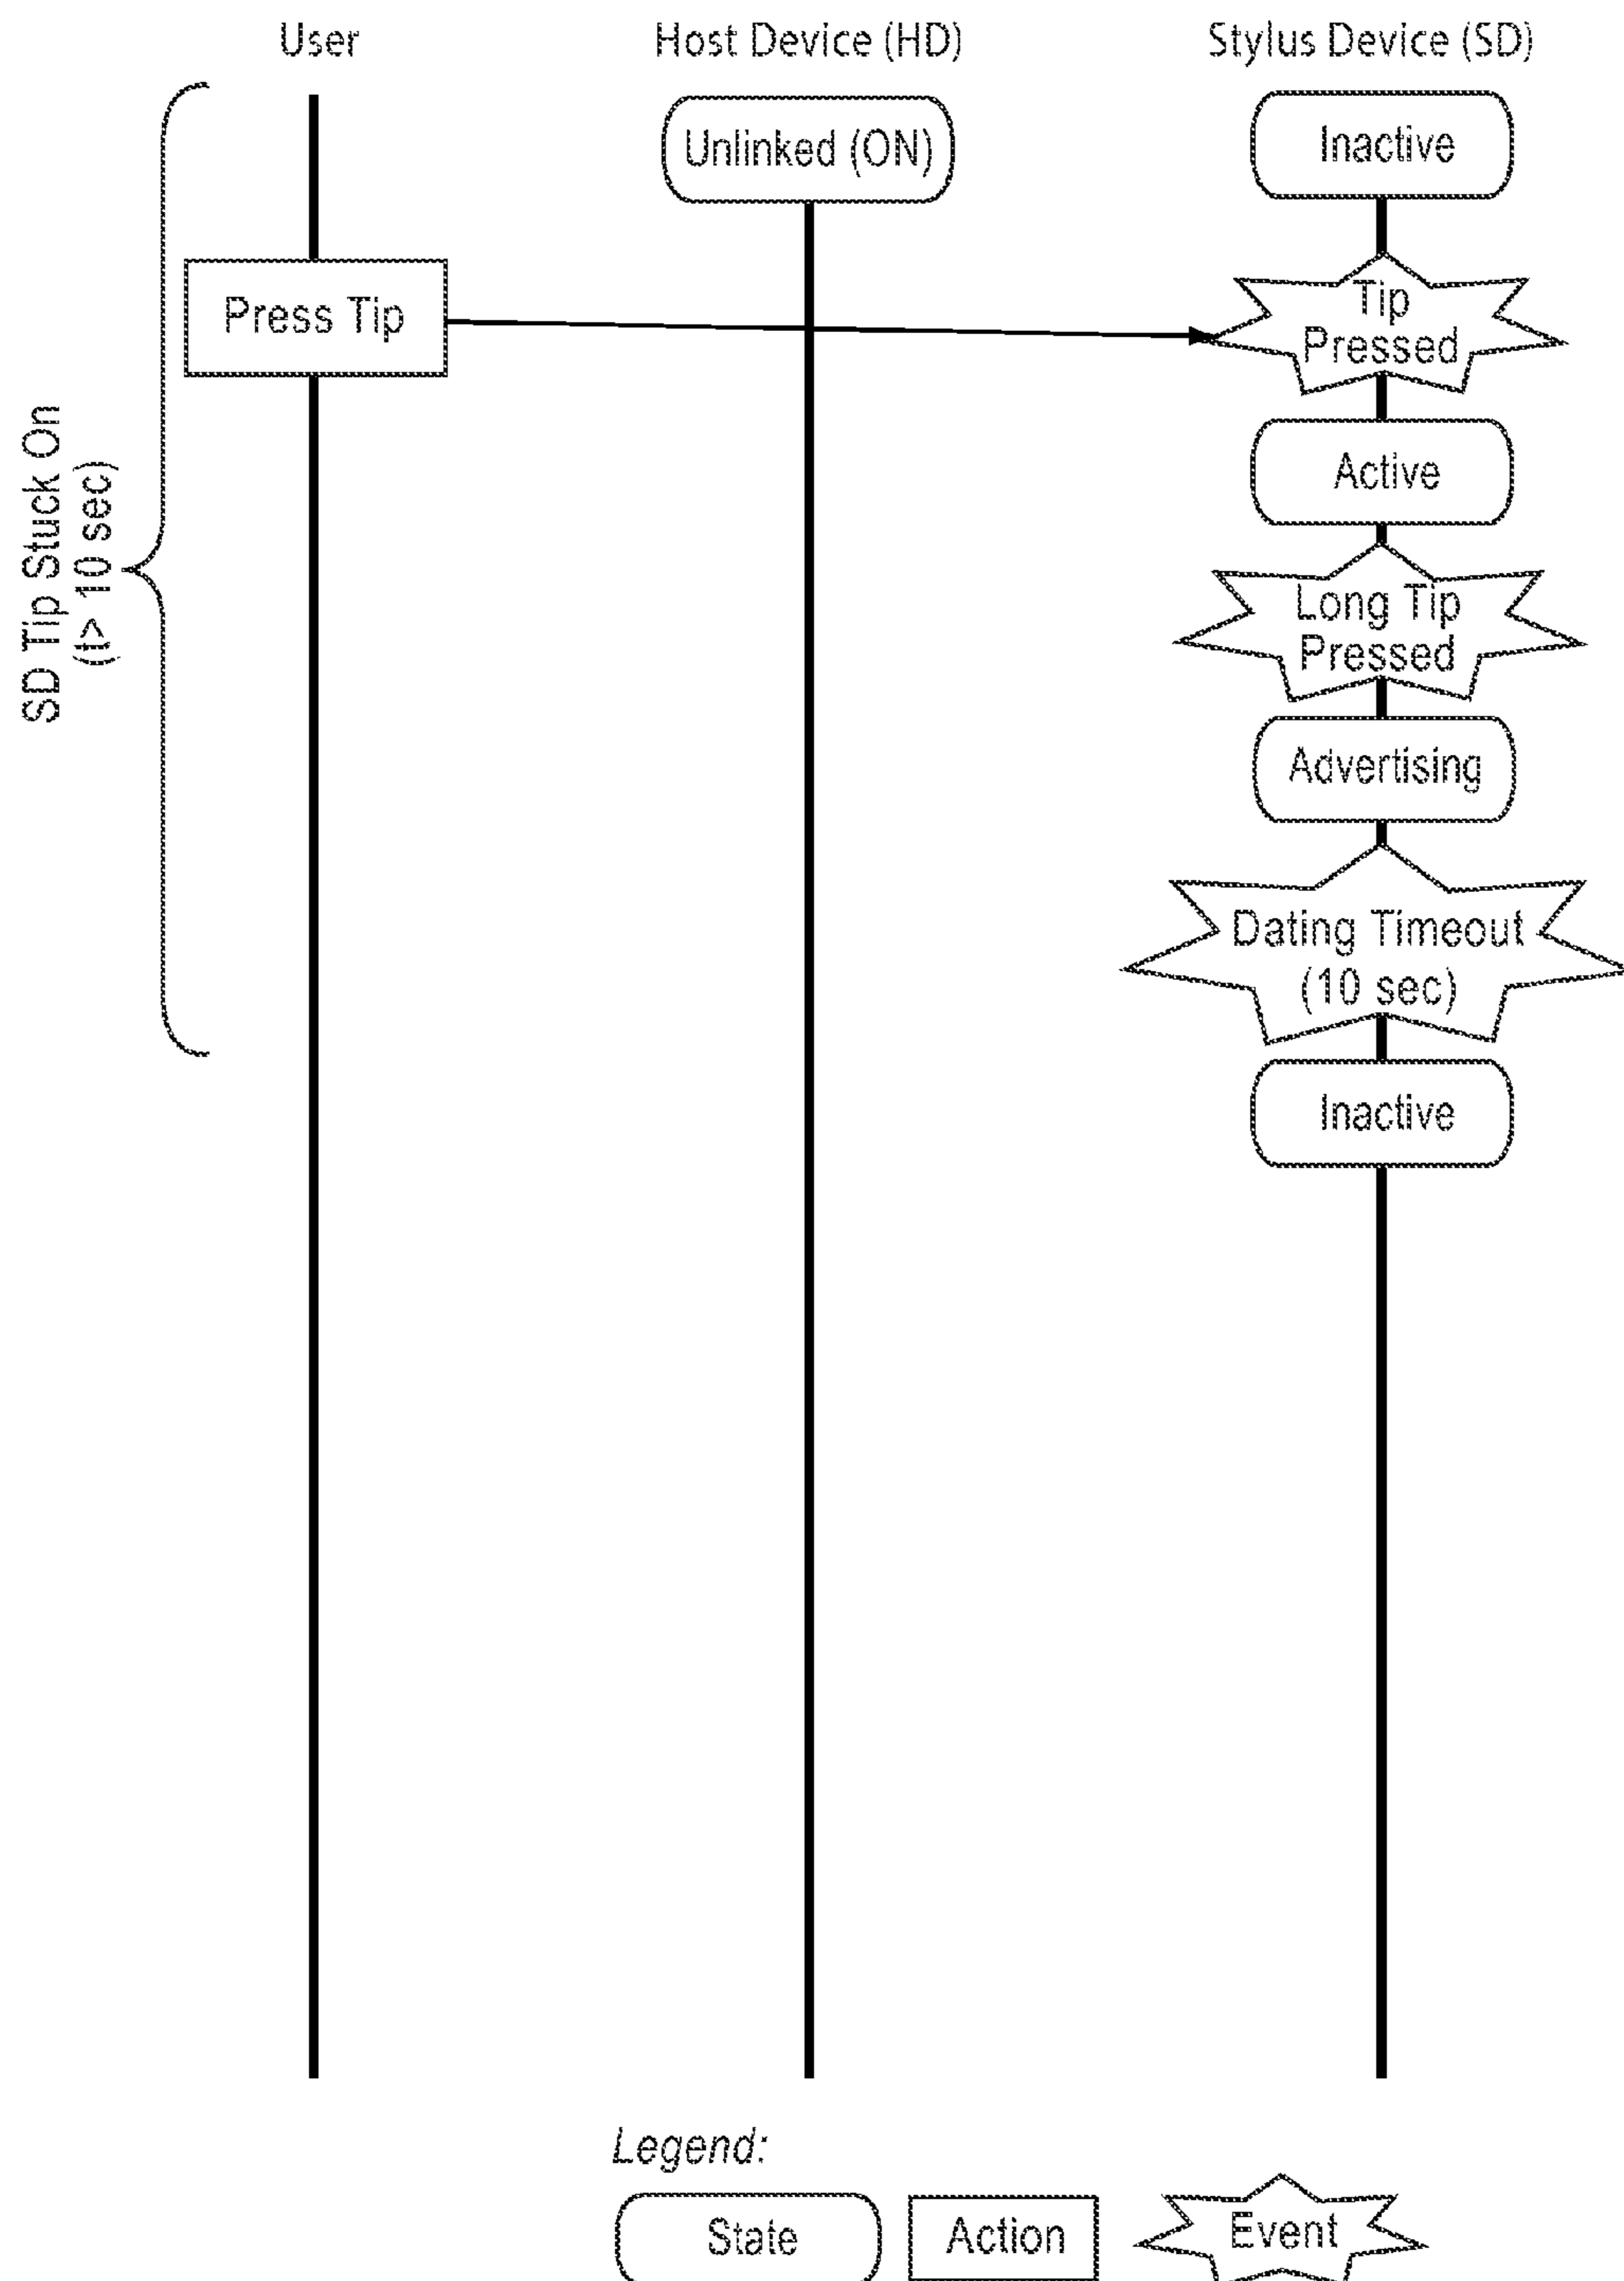 User
Host Device (HD)
Stylus Device (SD)
Unlinked (ON)
Inactive
Press Tip
Tip
Pressed
SD Tip Stuck On
(t> 10 sec)
Active
Long Tip
Pressed
Advertising
Dating Timeout
(10 sec)
Inactive
Legend:
State
Action
Event